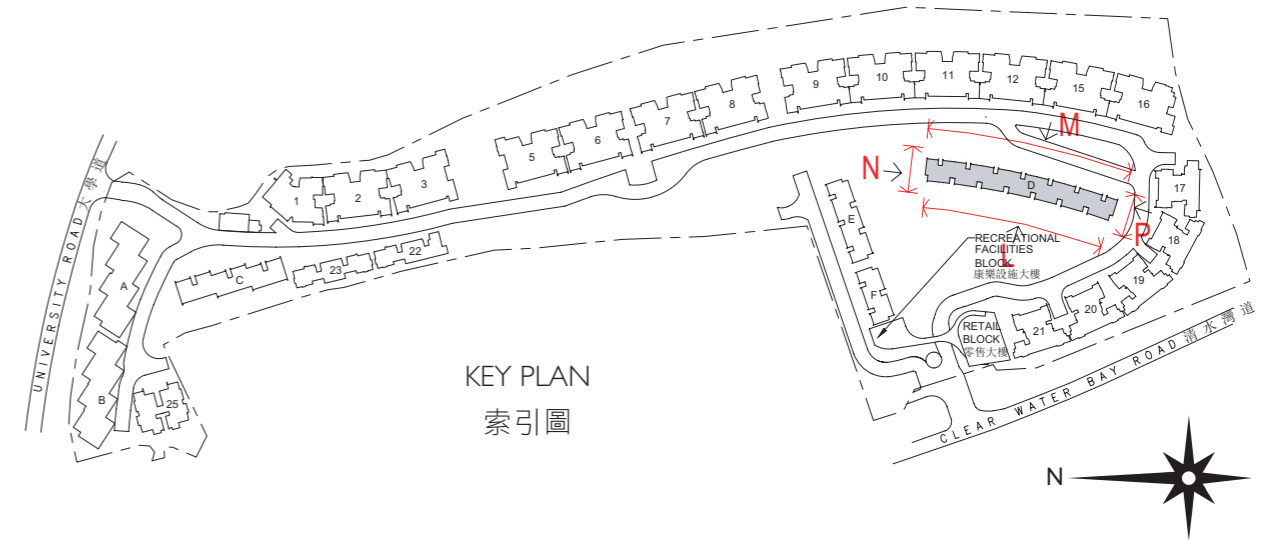 1
2
3
5
6
7
8
9
10
11
12
15
16
17
18
19
20
21
22
23
25
A
B
C
D
E
F
M
N
L
P
RECREATIONAL
FACILITIES
BLOCK
康樂設施大樓
RETAIL
BLOCK
零售大樓
UNIVERSITY ROAD 大學道
CLEAR WATER BAY ROAD 清水灣道
KEY PLAN
索引圖
N